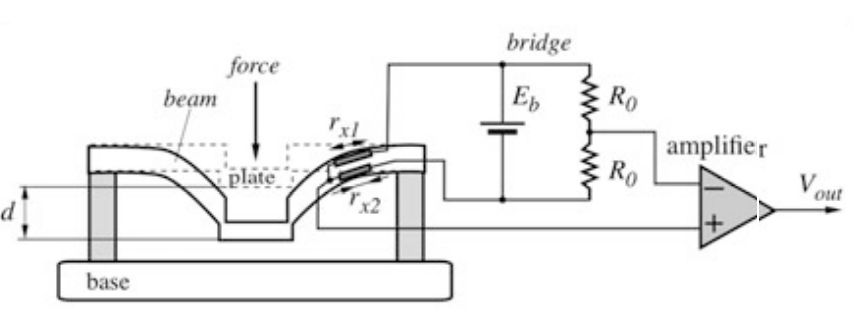 bridge
force
beam
E_b
R_0
r_x1
amplifier
plate
R_0
V_out
r_x2
−
d
+
base